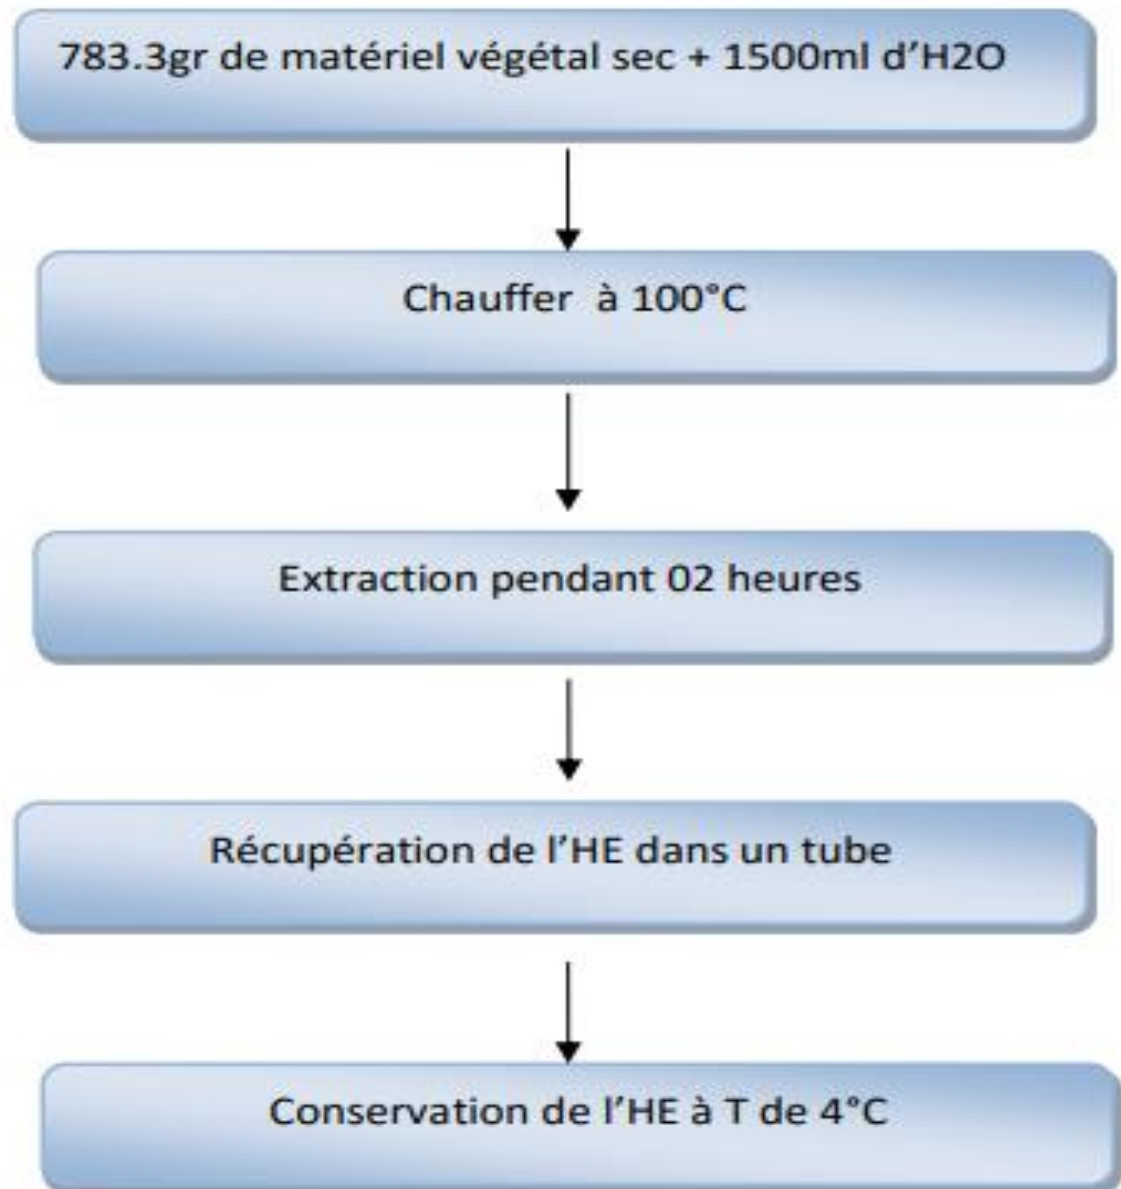 783.3gr de matériel végétal sec + 1500ml d’H2O
Chauffer à 100°C
Extraction pendant 02 heures
Récupération de l’HE dans un tube
Conservation de l’HE à T de 4°C